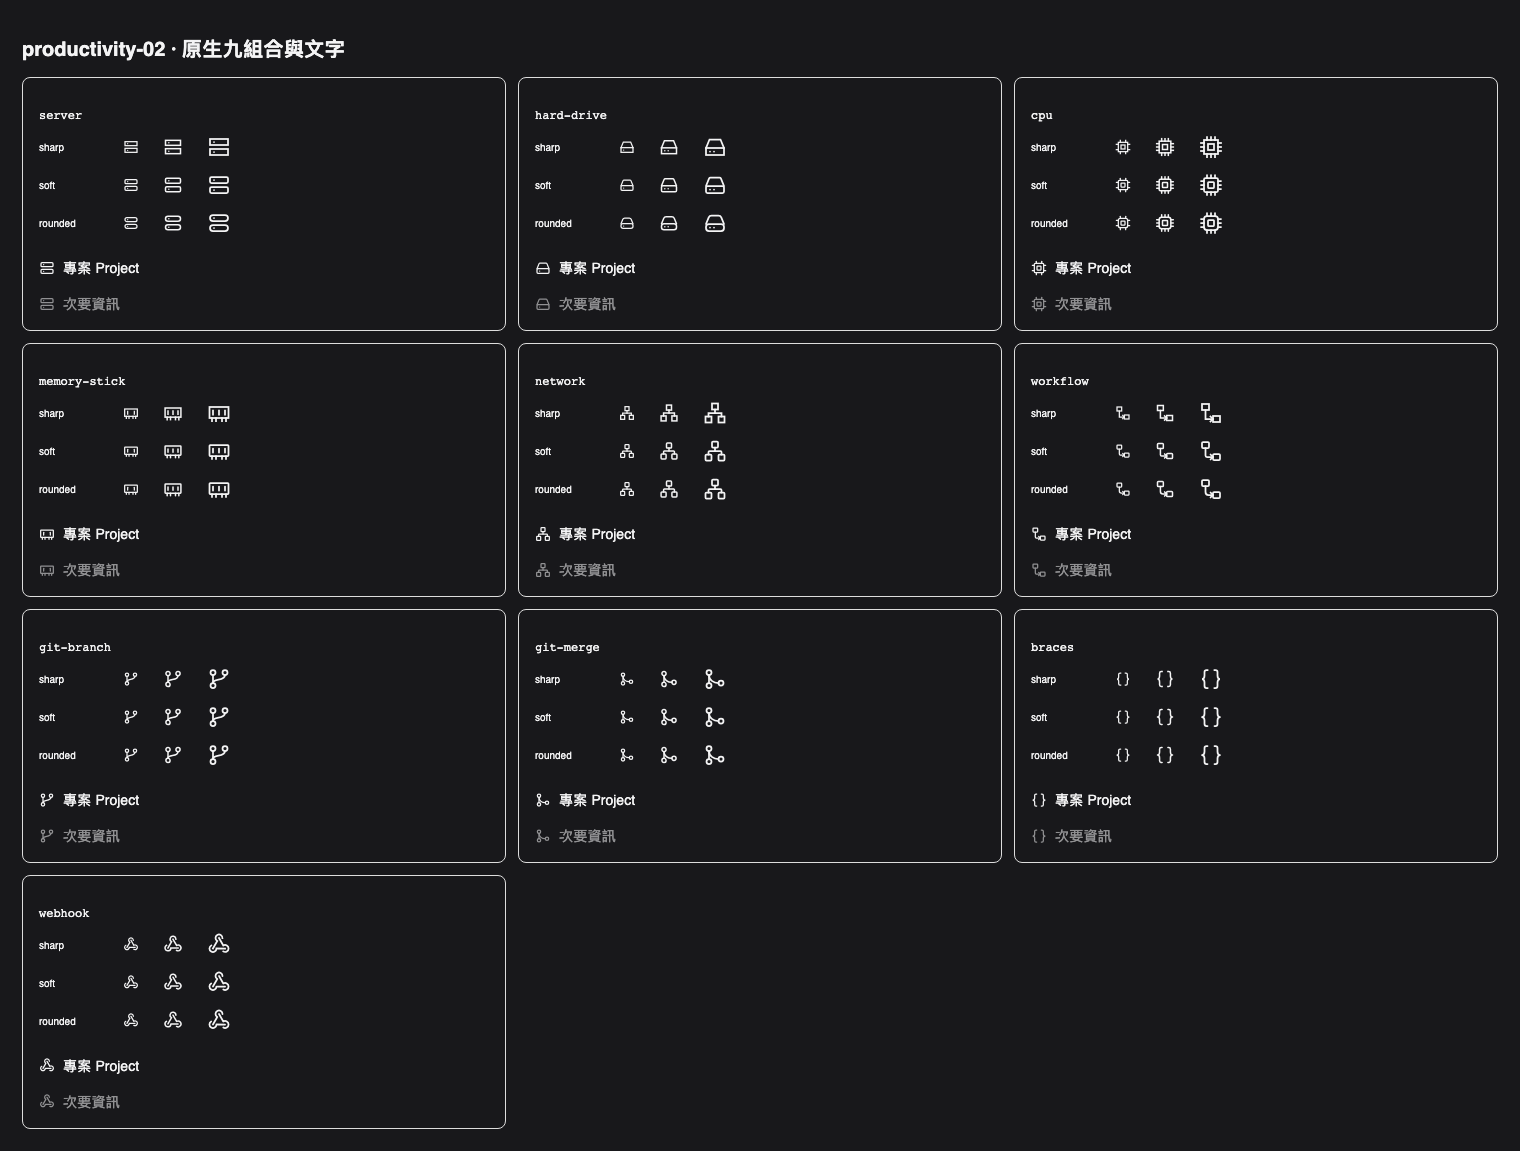 productivity-02 · 原生九組合與文字
server
sharp
soft
rounded
專案 Project
次要資訊
hard-drive
sharp
soft
rounded
專案 Project
次要資訊
cpu
sharp
soft
rounded
專案 Project
次要資訊
memory-stick
sharp
soft
rounded
專案 Project
次要資訊
network
sharp
soft
rounded
專案 Project
次要資訊
workflow
sharp
soft
rounded
專案 Project
次要資訊
git-branch
sharp
soft
rounded
專案 Project
次要資訊
git-merge
sharp
soft
rounded
專案 Project
次要資訊
braces
sharp
soft
rounded
專案 Project
次要資訊
webhook
sharp
soft
rounded
專案 Project
次要資訊